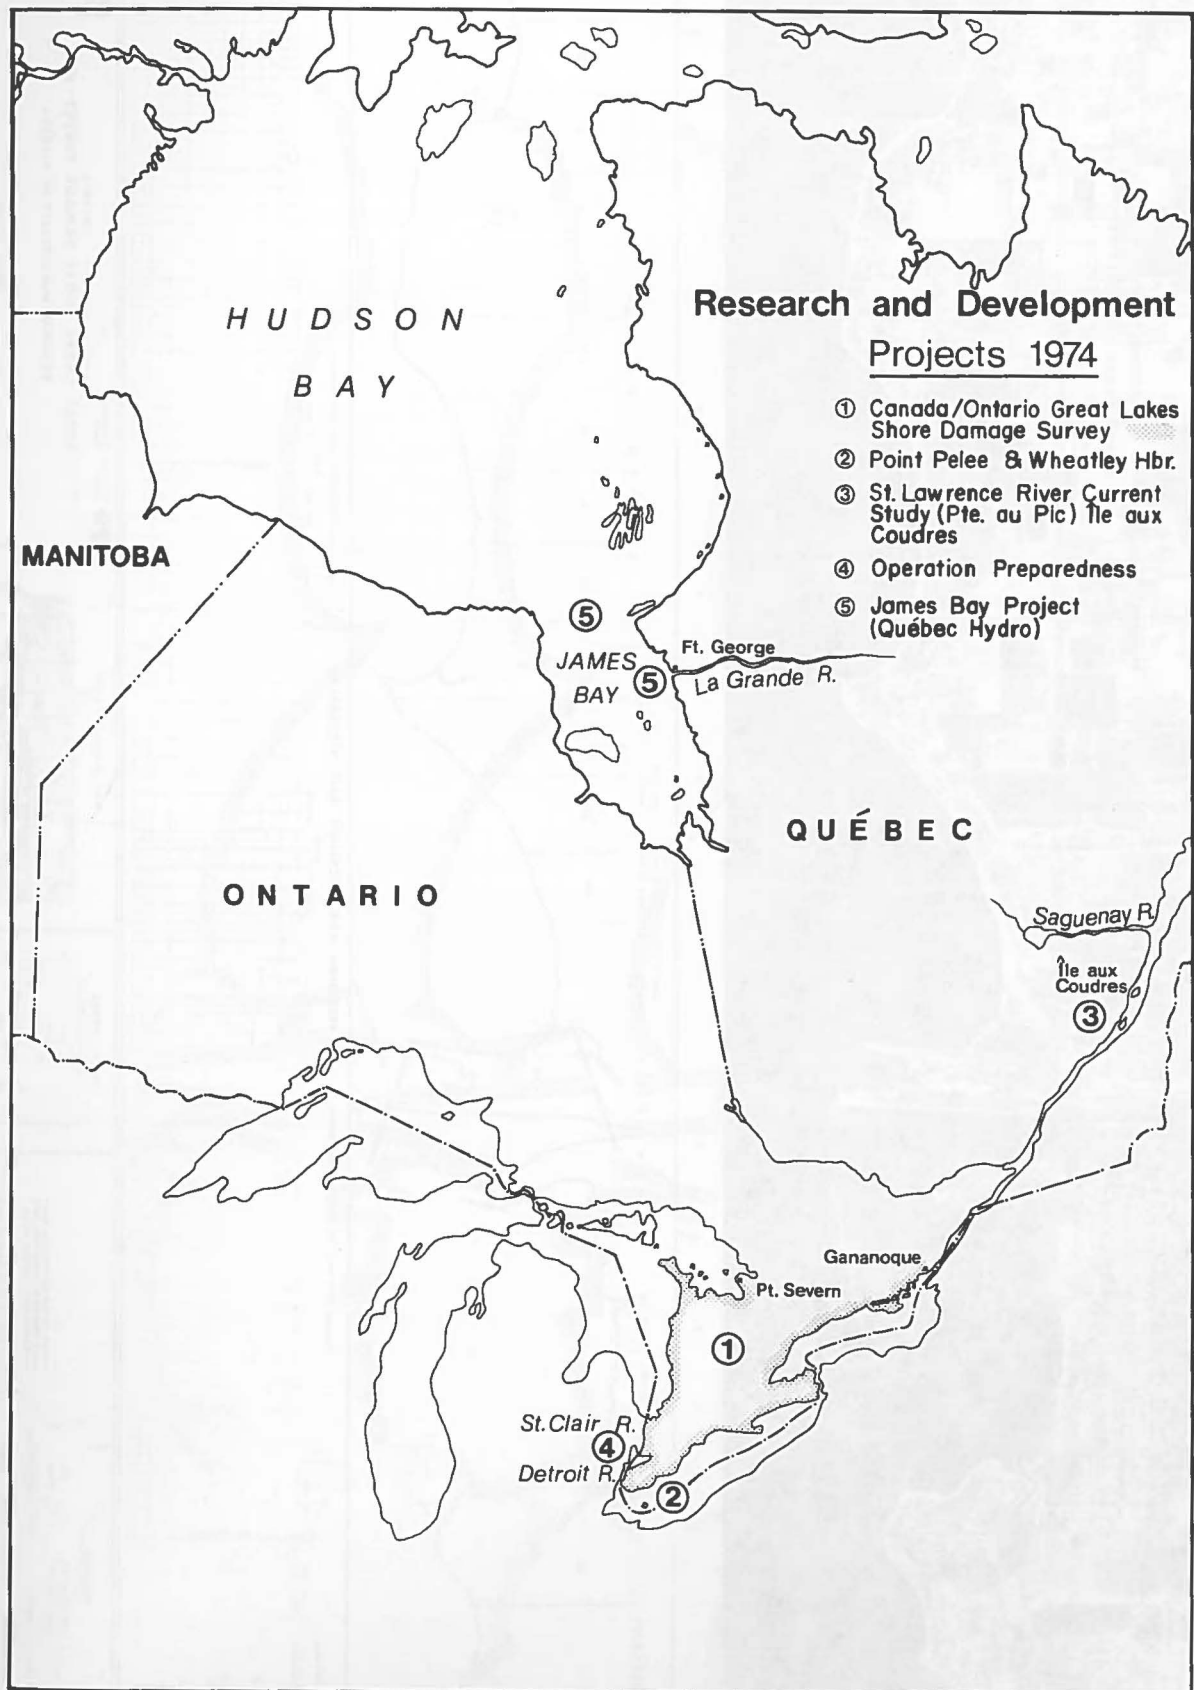 HUDSON
BAY
Research and Development
Projects 1974
① Canada/Ontario Great Lakes
Shore Damage Survey
② Point Pelee & Wheatley Hbr.
③ St. Lawrence River Current
Study (Pte. au Pic) Île aux
Coudres
④ Operation Preparedness
⑤ James Bay Project
(Québec Hydro)
MANITOBA
⑤
JAMES
BAY
⑤
Ft. George
La Grande R.
QUÉBEC
ONTARIO
Saguenay R.
Île aux
Coudres
③
Gananoque
Pt. Severn
①
St. Clair R.
④
Detroit R.
②